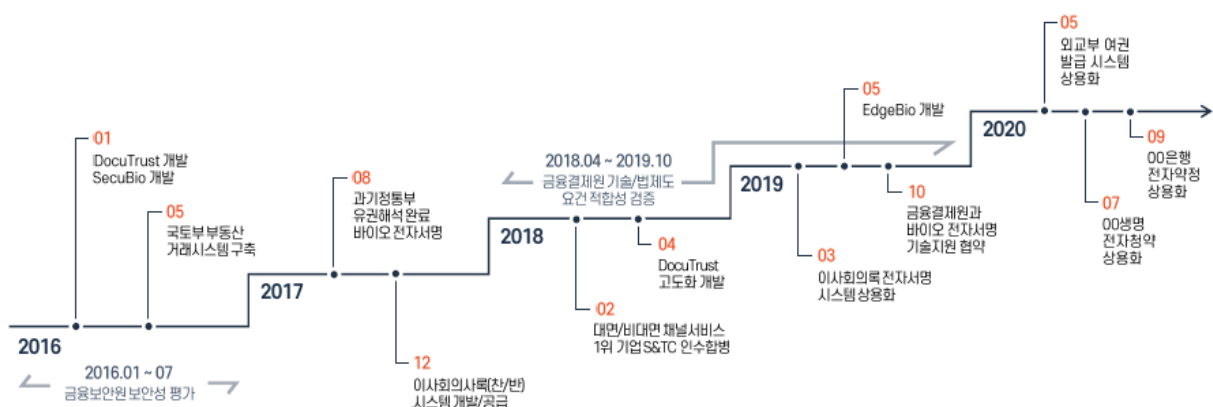 2016
01
DocuTrust 개발
SecuBio 개발
05
국토부 부동산
거래시스템 구축
2016.01 ~ 07
금융보안원 보안성 평가
2017
08
과기정통부
유권해석 완료
바이오 전자서명
12
이사회의사록(찬/반)
시스템 개발/공급
2018
2018.04 ~ 2019.10
금융결제원 기술/법제도
요건 적합성 검증
02
대면/비대면 채널서비스
1위 기업 S&TC 인수합병
04
DocuTrust
고도화 개발
2019
03
이사회의록 전자서명
시스템 상용화
05
EdgeBio 개발
10
금융결제원과
바이오 전자서명
기술지원 협약
2020
05
외교부 여권
발급 시스템
상용화
07
00생명
전자청약
상용화
09
00은행
전자약정
상용화